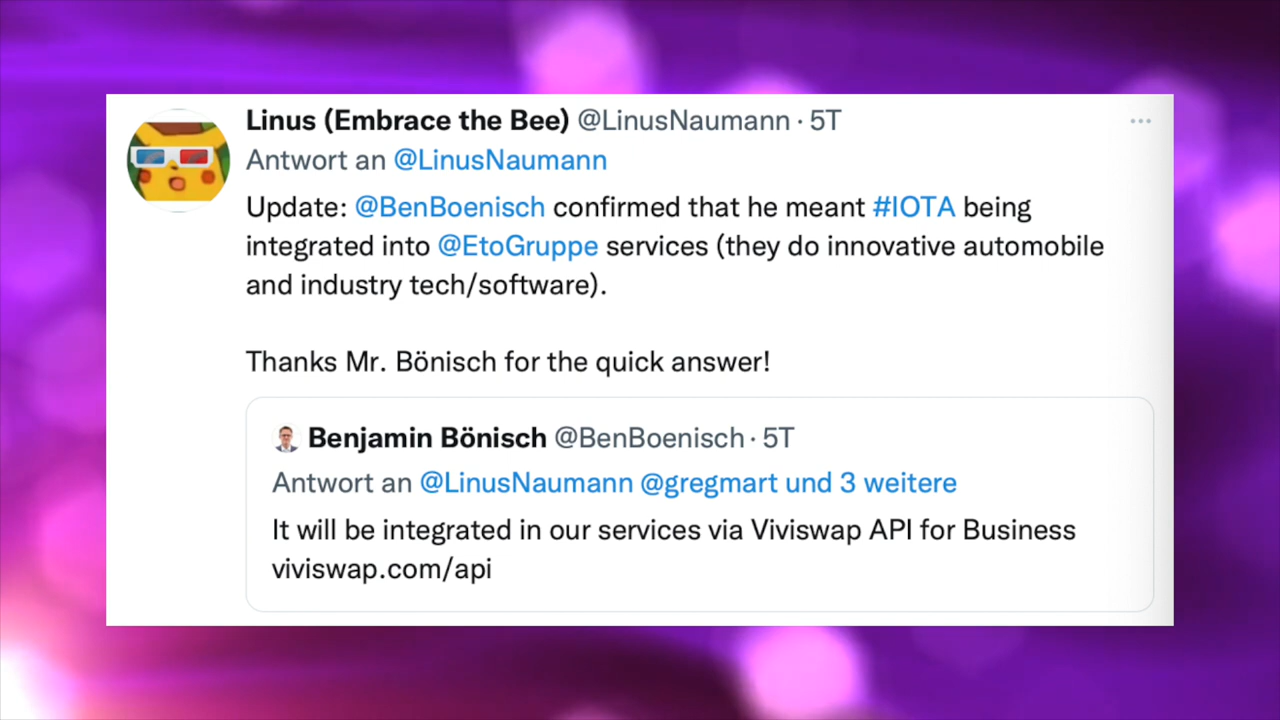 Linus (Embrace the Bee) @LinusNaumann · 5T
Antwort an @LinusNaumann
Update: @BenBoenisch confirmed that he meant #IOTA being
integrated into @EtoGruppe services (they do innovative automobile
and industry tech/software).
Thanks Mr. Bönisch for the quick answer!
Benjamin Bönisch @BenBoenisch · 5T
Antwort an @LinusNaumann @gregmart und 3 weitere
It will be integrated in our services via Viviswap API for Business
viviswap.com/api